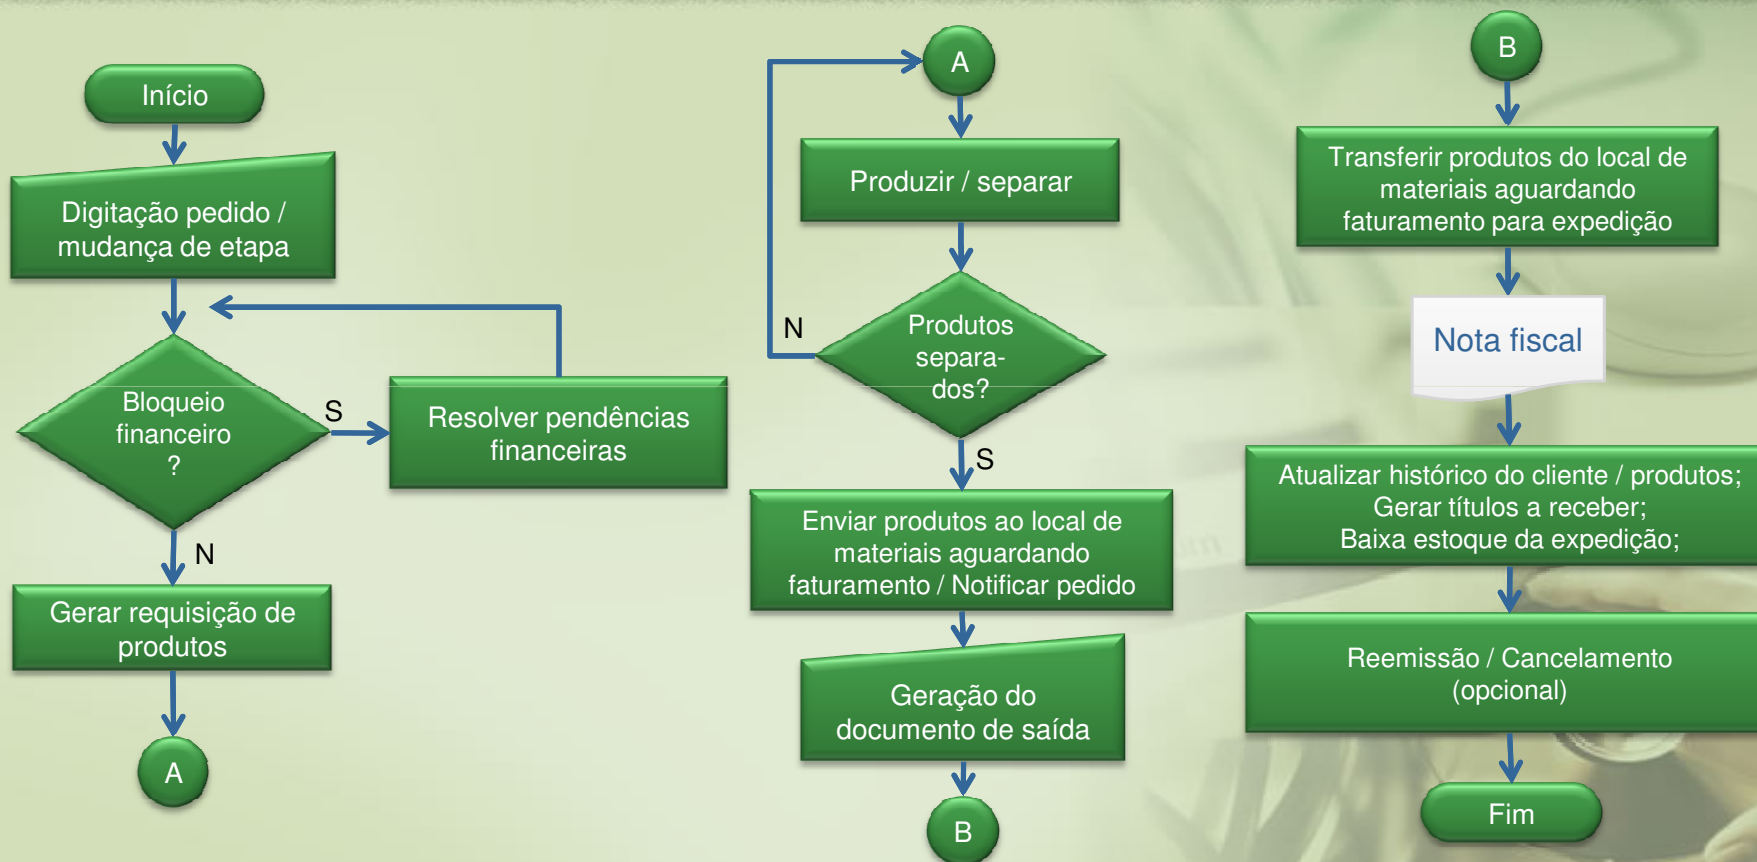 Início
Digitação pedido /
mudança de etapa
Bloqueio
financeiro
?
S
Resolver pendências
financeiras
N
Gerar requisição de
produtos
A
A
Produzir / separar
Produtos
separa-
dos?
N
S
Enviar produtos ao local de
materiais aguardando
faturamento / Notificar pedido
Geração do
documento de saída
B
B
Transferir produtos do local de
materiais aguardando
faturamento para expedição
Nota fiscal
Atualizar histórico do cliente / produtos;
Gerar títulos a receber;
Baixa estoque da expedição;
Reemissão / Cancelamento
(opcional)
Fim